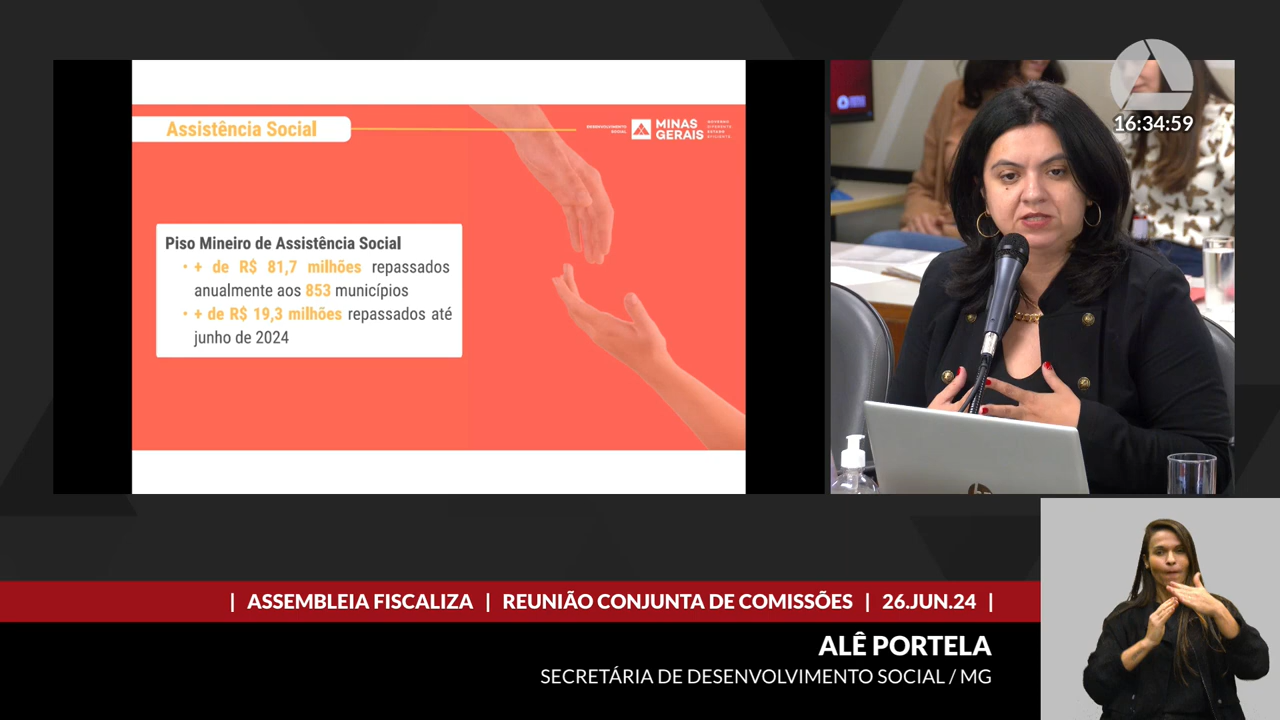 16:34:59
Assistência Social
DESENVOLVIMENTO
SOCIAL
MINAS
GERAIS
Piso Mineiro de Assistência Social
• + de R$ 81,7 milhões repassados
anualmente aos 853 municípios
• + de R$ 19,3 milhões repassados até
junho de 2024
| ASSEMBLEIA FISCALIZA | REUNIÃO CONJUNTA DE COMISSÕES | 26.JUN.24 |
ALÊ PORTELA
SECRETÁRIA DE DESENVOLVIMENTO SOCIAL / MG